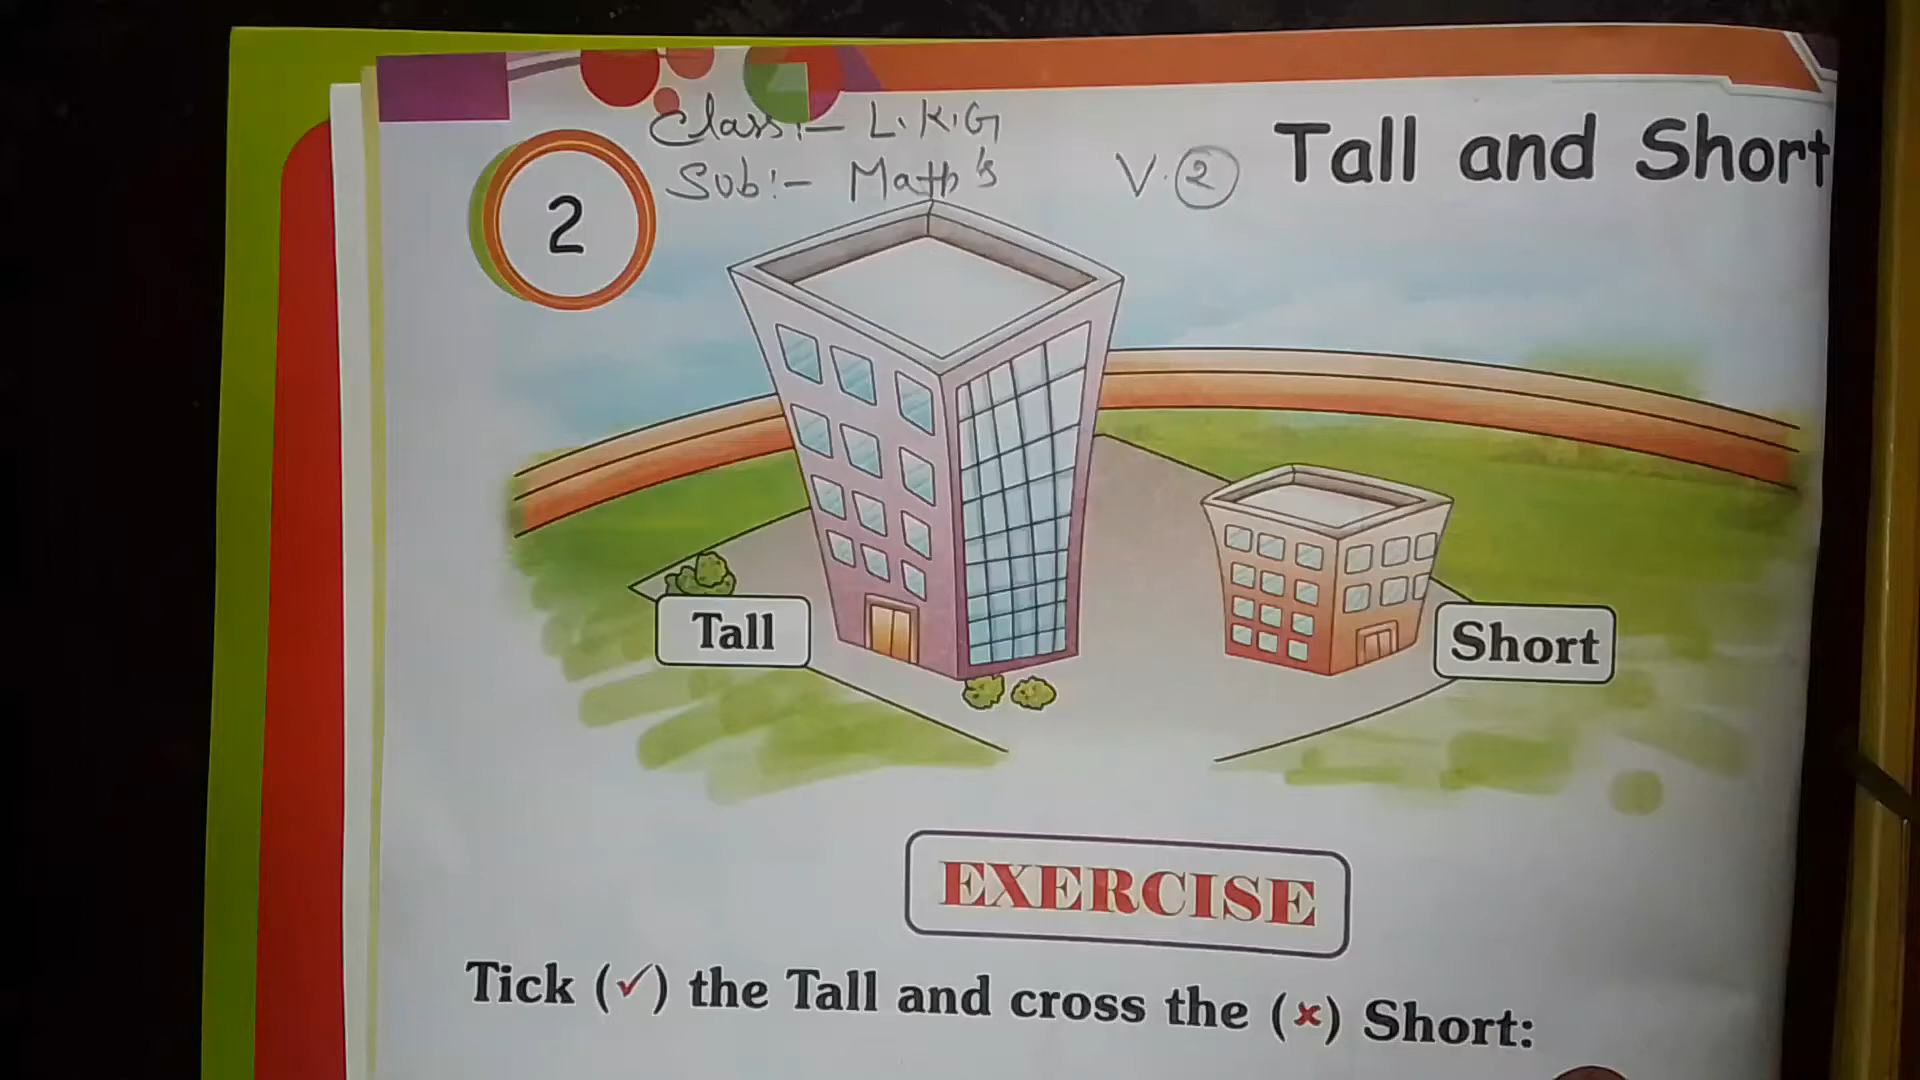 Class:- L.K.G
Sub:- Math's
V.2
Tall and Short
2
Tall
Short
EXERCISE
Tick (✓) the Tall and cross the (×) Short: